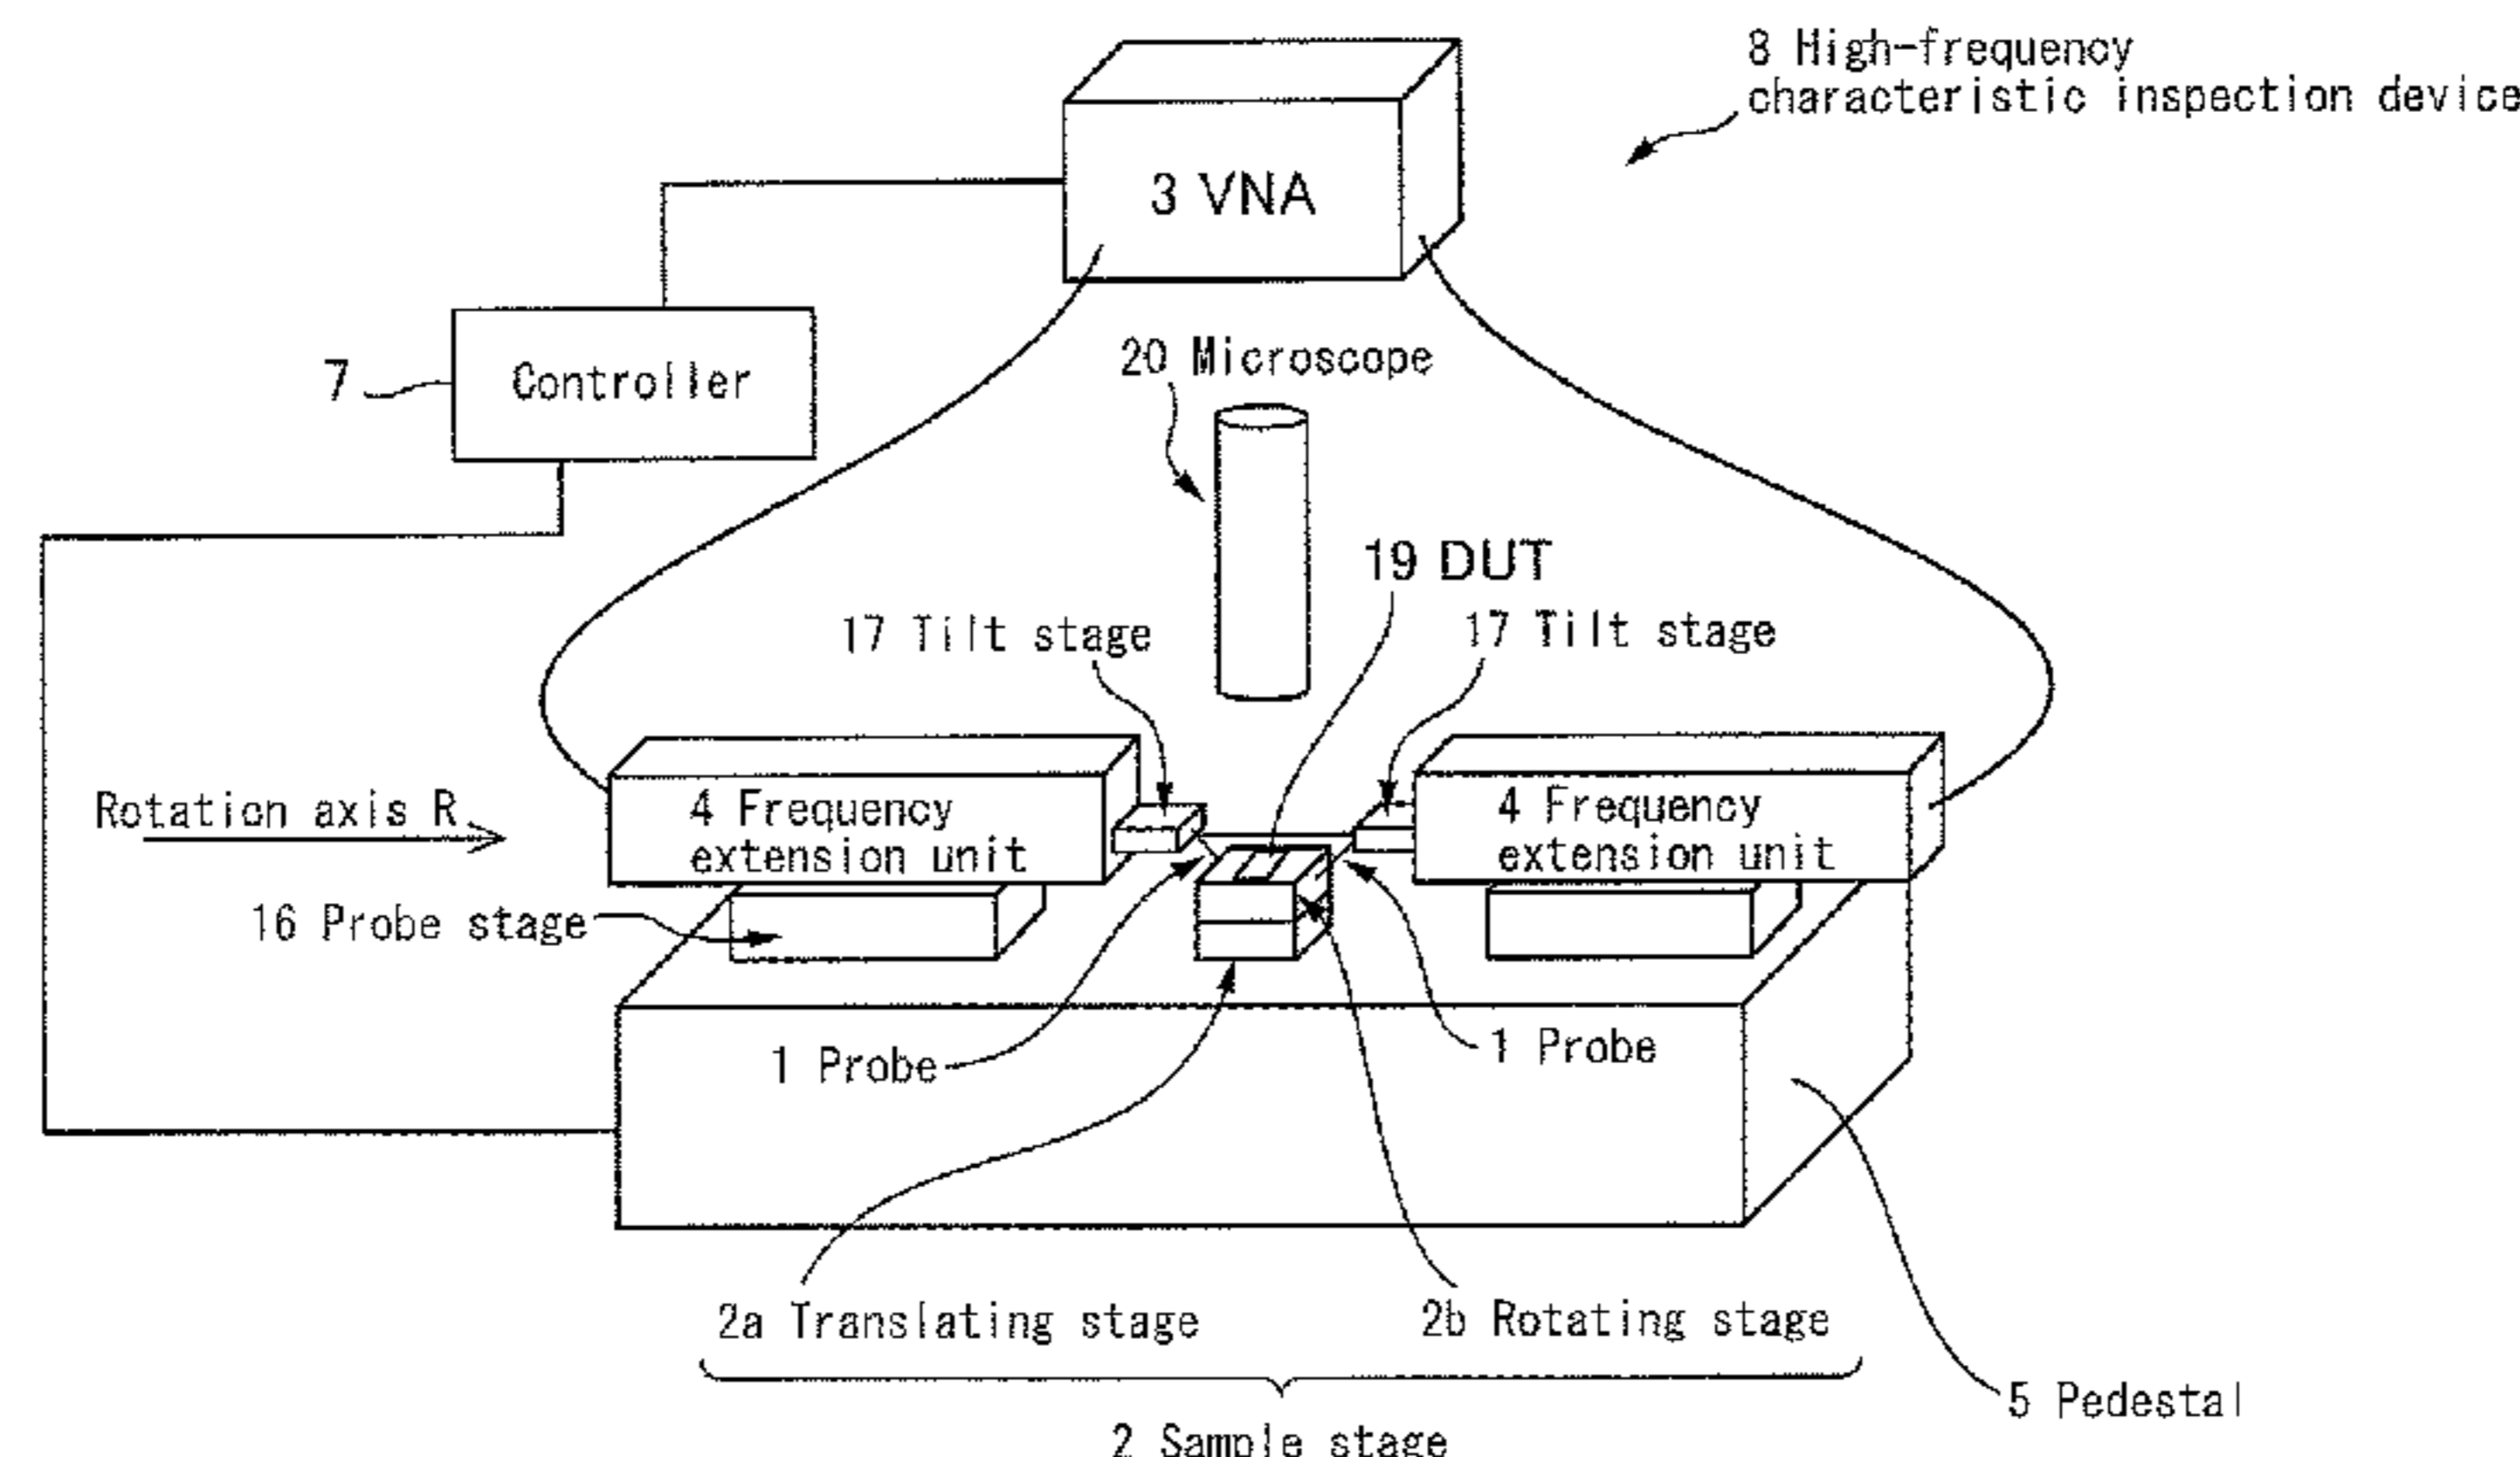 8 High-frequency
characteristic inspection device
3 VNA
7
Controller
20 Microscope
19 DUT
17 Tilt stage
17 Tilt stage
Rotation axis R
4 Frequency
extension unit
4 Frequency
extension unit
16 Probe stage
1 Probe
1 Probe
2a Translating stage
2b Rotating stage
5 Pedestal
2 Sample stage